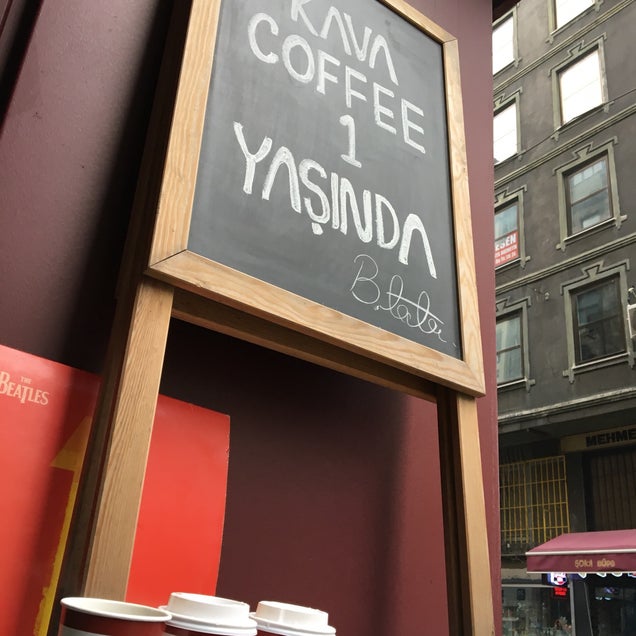 KAVA
COFFEE
1
YAŞINDA
THE
BEATLES
MEHME